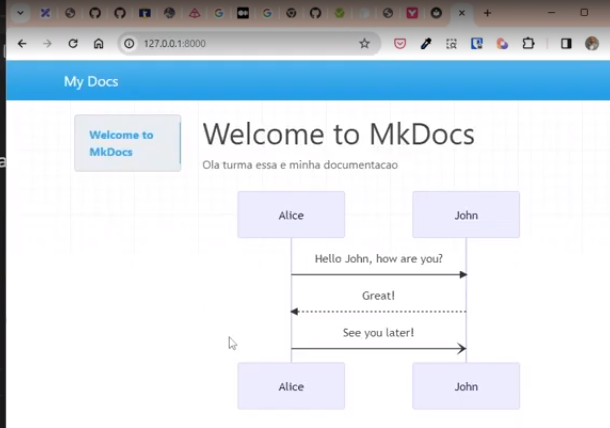 127.0.0.1:8000
My Docs
Welcome to
MkDocs
Welcome to MkDocs
Ola turma essa e minha documentacao
Alice
John
Hello John, how are you?
Great!
See you later!
Alice
John